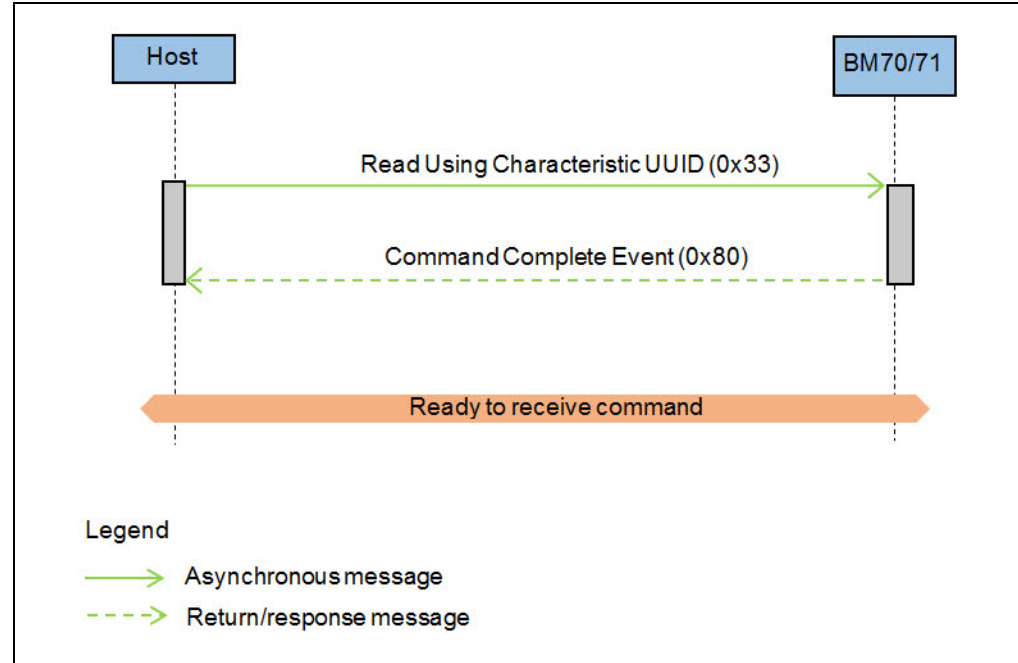 Host
BM70/71
Read Using Characteristic UUID (0x33)
Command Complete Event (0x80)
Ready to receive command
Legend
Asynchronous message
Return/response message